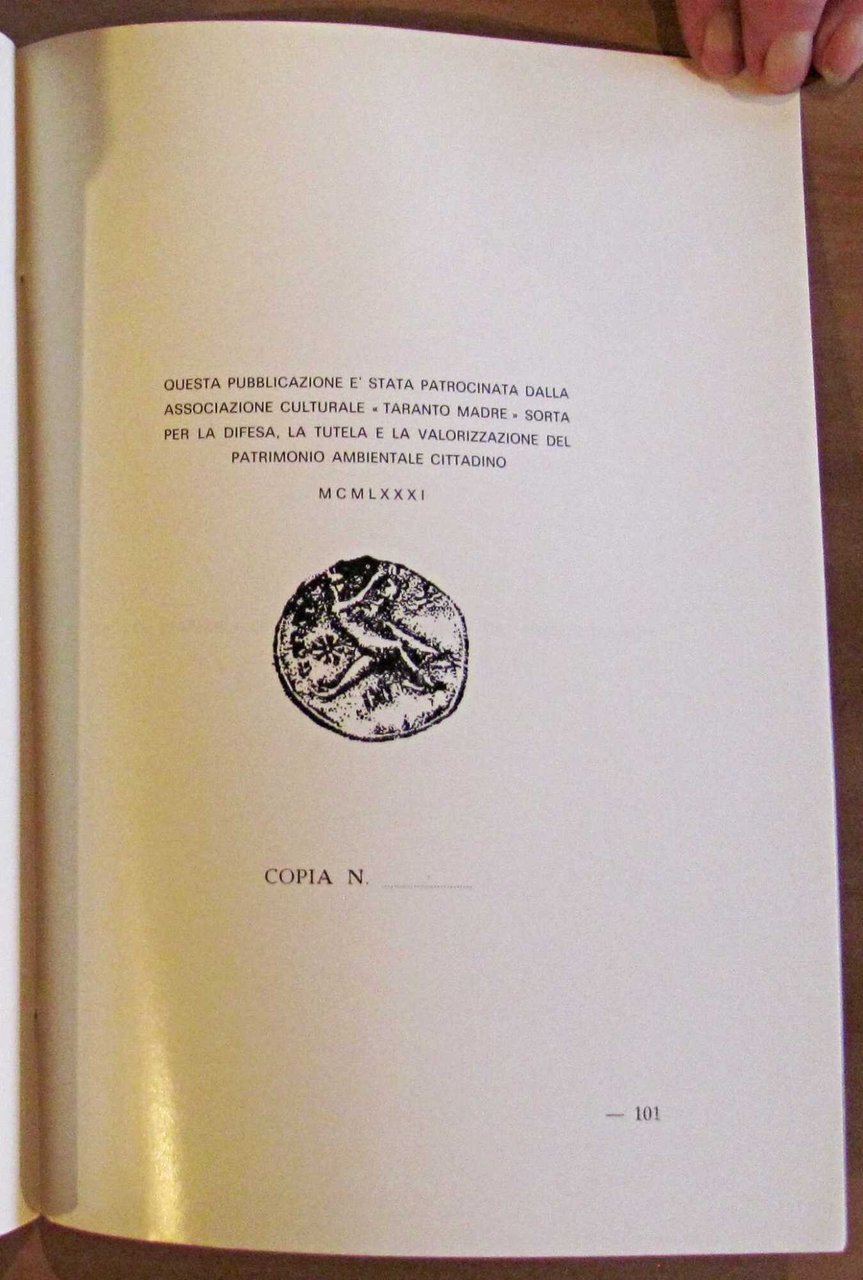 QUESTA PUBBLICAZIONE E' STATA PATROCINATA DALLA
ASSOCIAZIONE CULTURALE « TARANTO MADRE » SORTA
PER LA DIFESA, LA TUTELA E LA VALORIZZAZIONE DEL
PATRIMONIO AMBIENTALE CITTADINO
MCMLXXXI
COPIA N. ........................
— 101